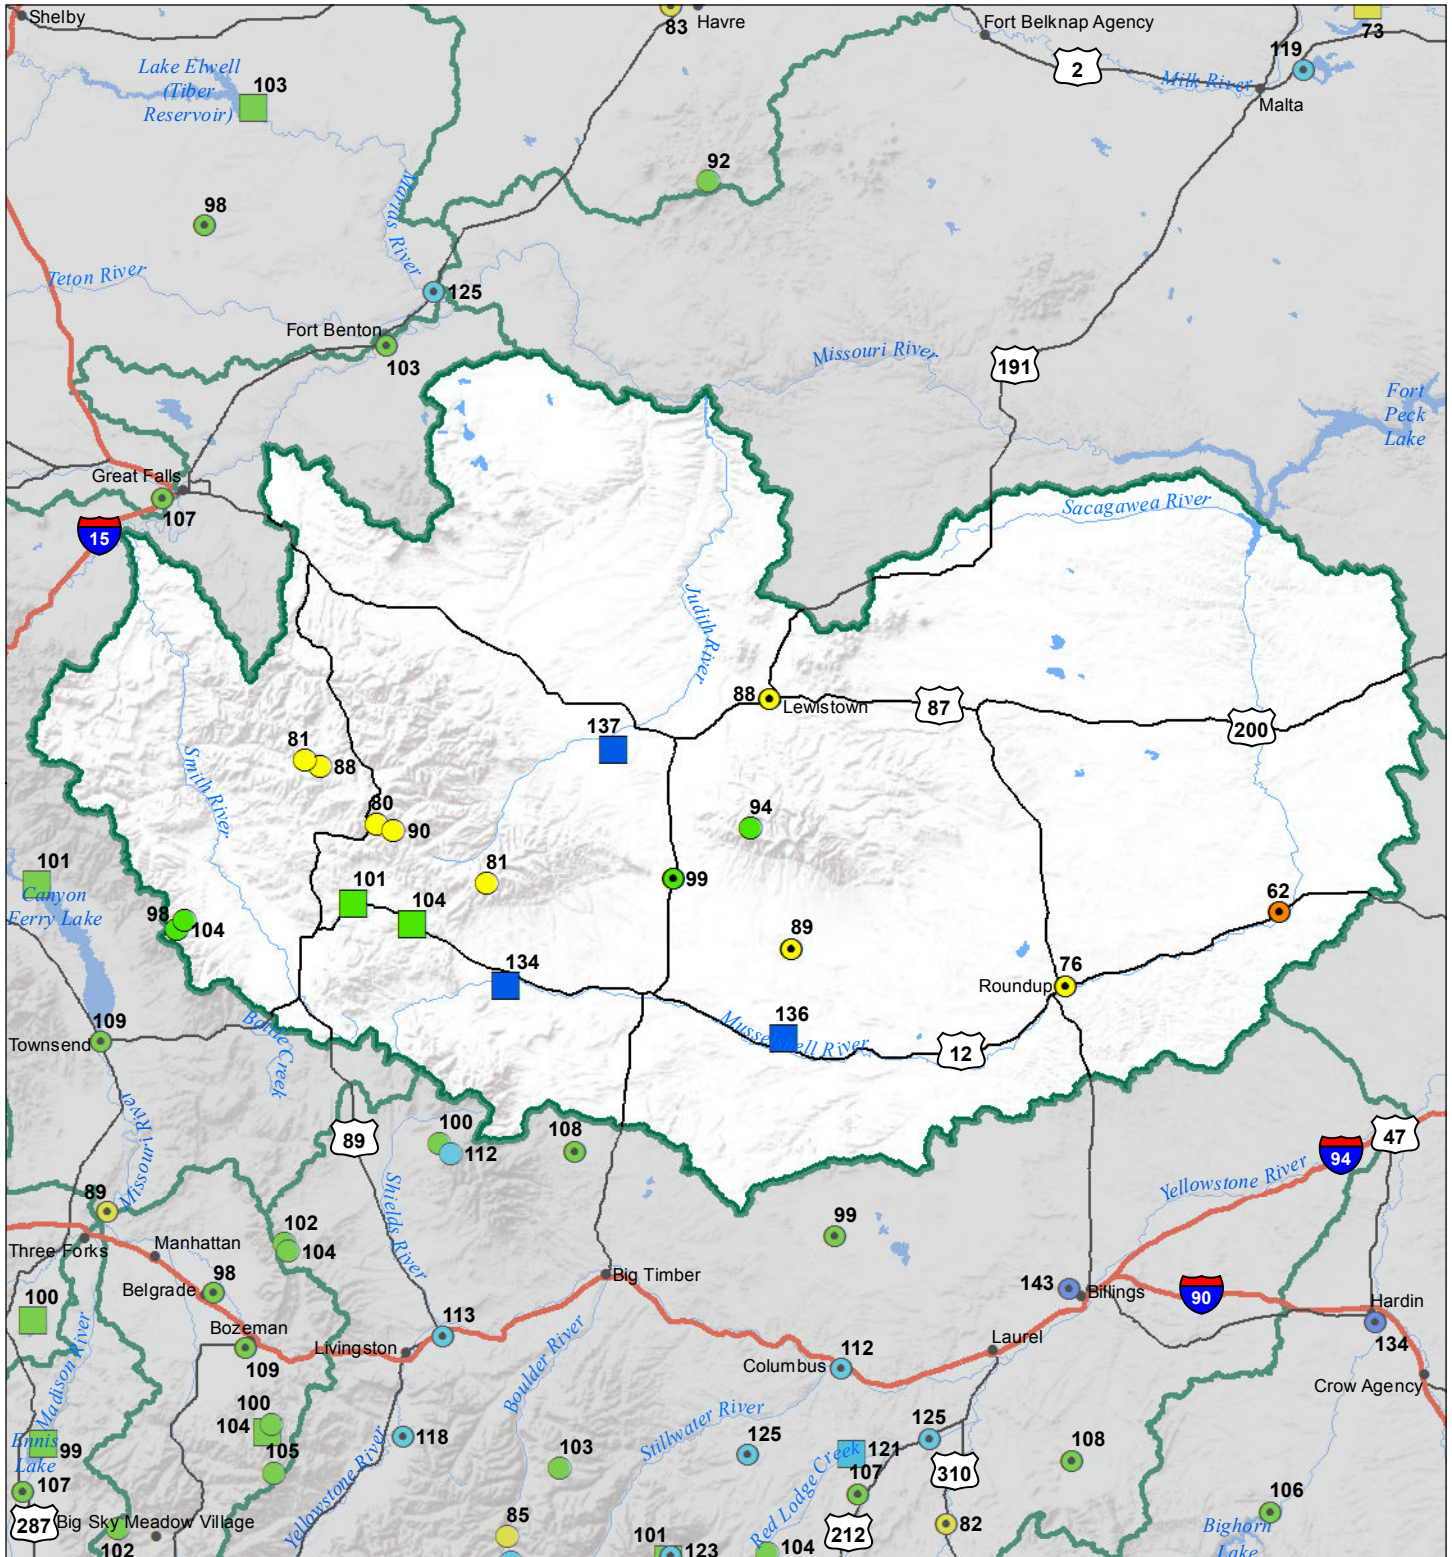 Shelby
83
Havre
Fort Belknap Agency
73
119
2
Milk River
Malta
Lake Elwell
(Tiber
Reservoir)
103
92
98
Marias River
Teton River
125
Fort Benton
103
Missouri River
191
Fort
Peck
Lake
Great Falls
107
15
Sacagawea River
Judith River
88
Lewistown
87
200
137
81
88
Smith River
80
90
94
81
99
101
Canyon
Ferry Lake
101
104
98
104
62
89
134
76
Roundup
136
Musselshell River
12
109
Townsend
Battle Creek
Missouri River
89
100
112
108
47
94
Yellowstone River
Shields River
89
Three Forks
102
104
99
Manhattan
Belgrade
98
Big Timber
143
Billings
90
Hardin
134
100
Bozeman
109
Livingston
113
Boulder River
Columbus
112
Laurel
Crow Agency
Madison River
100
104
105
118
103
Stillwater River
125
125
121
Red Lodge Creek
107
310
108
Ennis
Lake
99
107
287
Big Sky
Meadow Village
102
Yellowstone River
85
101
123
104
212
82
106
Bighorn
Lake